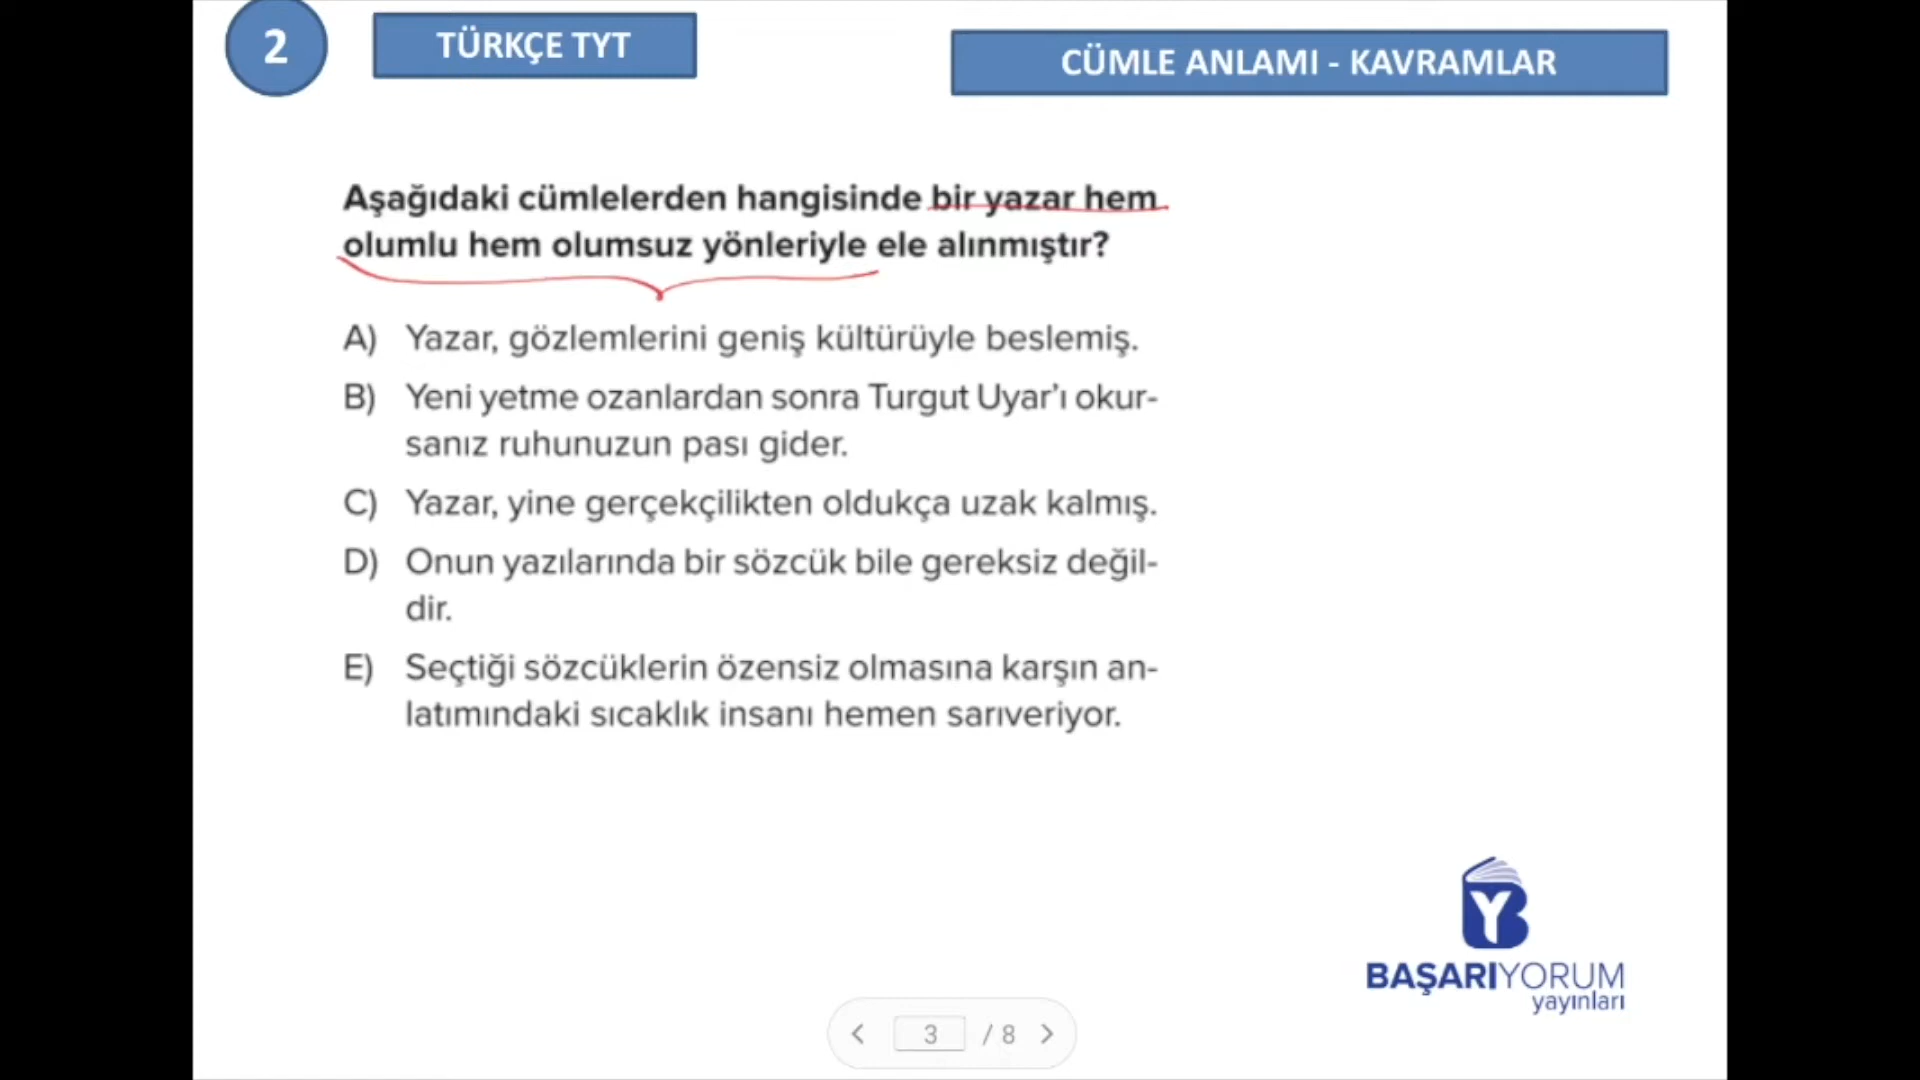 2
TÜRKÇE TYT
CÜMLE ANLAMI - KAVRAMLAR
Aşağıdaki cümlelerden hangisinde bir yazar hem
olumlu hem olumsuz yönleriyle ele alınmıştır?
A) Yazar, gözlemlerini geniş kültürüyle beslemiş.
B) Yeni yetme ozanlardan sonra Turgut Uyar'ı okur-
sanız ruhunuzun pası gider.
C) Yazar, yine gerçekçilikten oldukça uzak kalmış.
D) Onun yazılarında bir sözcük bile gereksiz değil-
dir.
E) Seçtiği sözcüklerin özensiz olmasına karşın an-
latımındaki sıcaklık insanı hemen sarıveriyor.
BAŞARIYORUM
yayınları
3 / 8